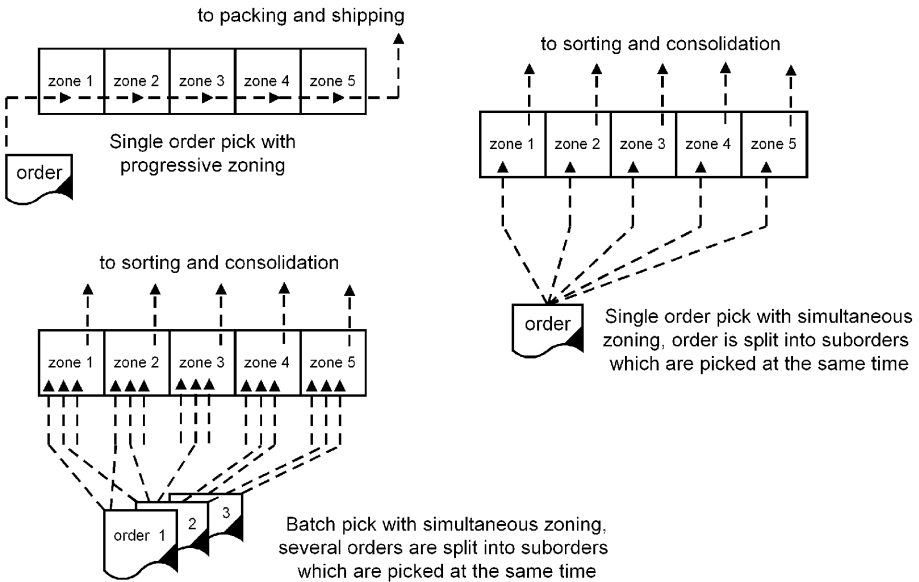 to packing and shipping
zone 1 zone 2 zone 3 zone 4 zone 5
Single order pick with
progressive zoning
order
to sorting and consolidation
zone 1 zone 2 zone 3 zone 4 zone 5
order
Single order pick with simultaneous
zoning, order is split into suborders
which are picked at the same time
to sorting and consolidation
zone 1 zone 2 zone 3 zone 4 zone 5
order 1 2 3
Batch pick with simultaneous zoning,
several orders are split into suborders
which are picked at the same time